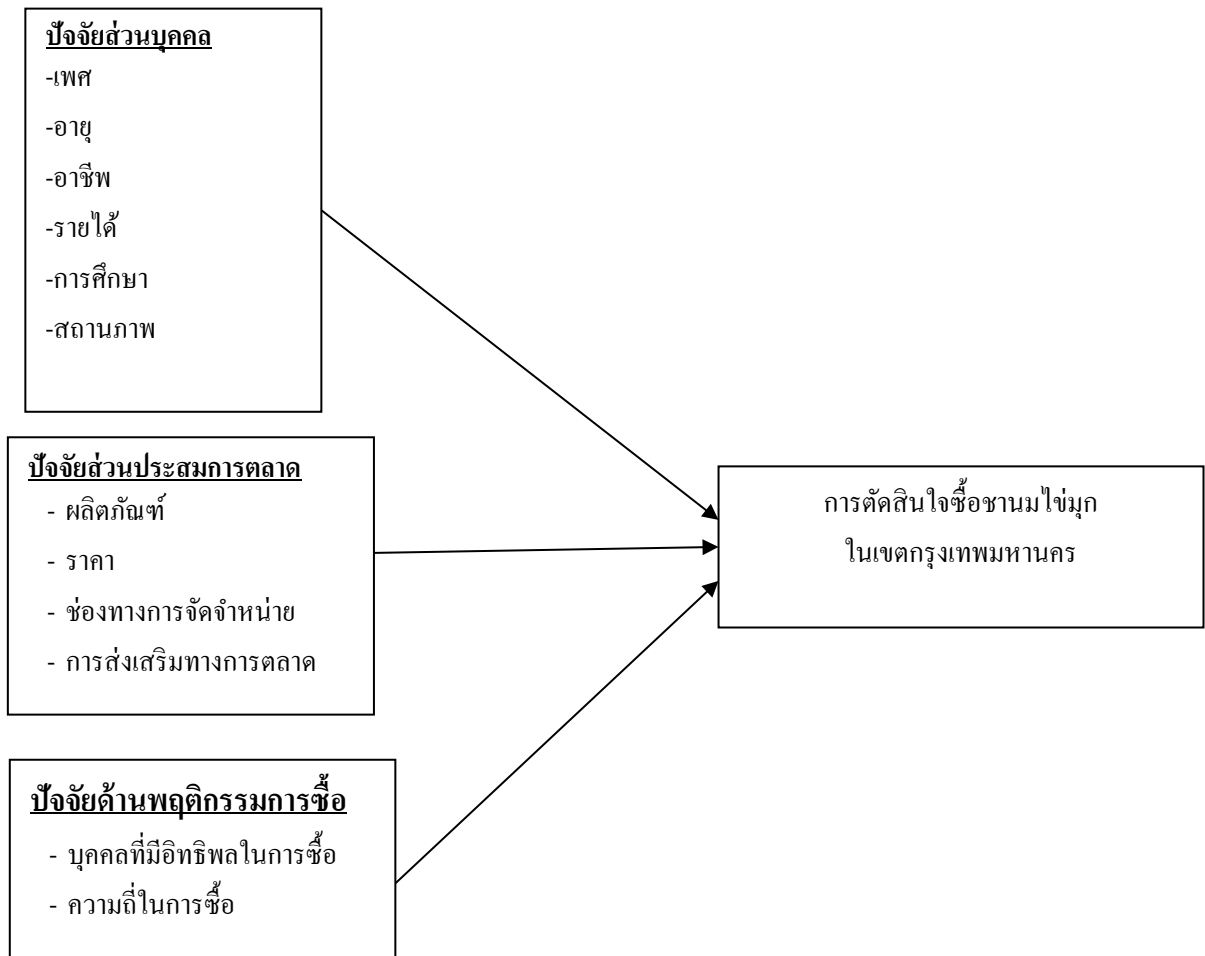 ปัจจัยส่วนบุคคล
-เพศ
-อายุ
-อาชีพ
-รายได้
-การศึกษา
-สถานภาพ
ปัจจัยส่วนประสมการตลาด
- ผลิตภัณฑ์
- ราคา
- ช่องทางการจัดจำหน่าย
- การส่งเสริมทางการตลาด
ปัจจัยด้านพฤติกรรมการซื้อ
- บุคคลที่มีอิทธิพลในการซื้อ
- ความถี่ในการซื้อ
การตัดสินใจซื้อชานมไข่มุก
ในเขตกรุงเทพมหานคร